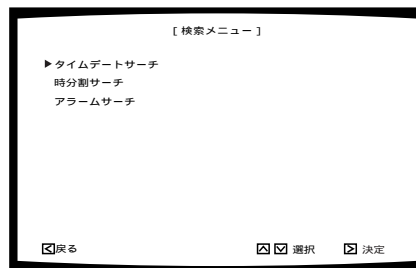 [検索メニュー]
▶タイムデートサーチ
時分割サーチ
アラームサーチ
戻る 選択 決定